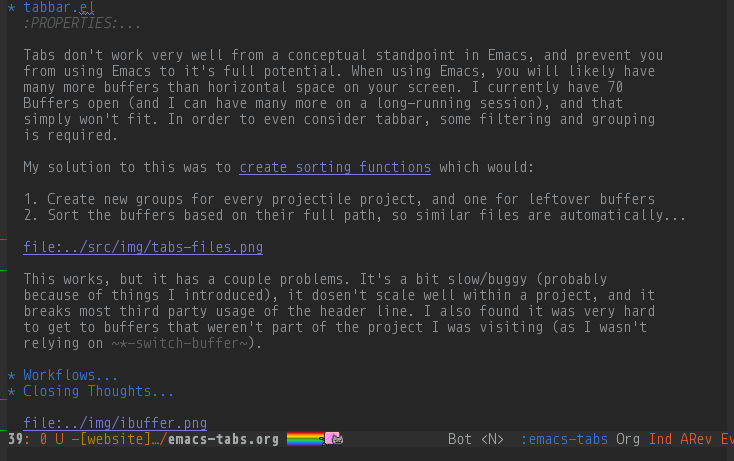 * tabbar.el
:PROPERTIES:...
Tabs don't work very well from a conceptual standpoint in Emacs, and prevent you
from using Emacs to it's full potential. When using Emacs, you will likely have
many more buffers than horizontal space on your screen. I currently have 70
Buffers open (and I can have many more on a long-running session), and that
simply won't fit. In order to even consider tabbar, some filtering and grouping
is required.
My solution to this was to create sorting functions which would:
1. Create new groups for every projectile project, and one for leftover buffers
2. Sort the buffers based on their full path, so similar files are automatically...
file:../src/img/tabs-files.png
This works, but it has a couple problems. It's a bit slow/buggy (probably
because of things I introduced), it dosen't scale well within a project, and it
breaks most third party usage of the header line. I also found it was very hard
to get to buffers that weren't part of the project I was visiting (as I wasn't
relying on ~*-switch-buffer~).
* Workflows...
* Closing Thoughts...
file:../img/ibuffer.png
39: 0 U -[website]…/emacs-tabs.org Bot <N> :emacs-tabs Org Ind ARev Ev